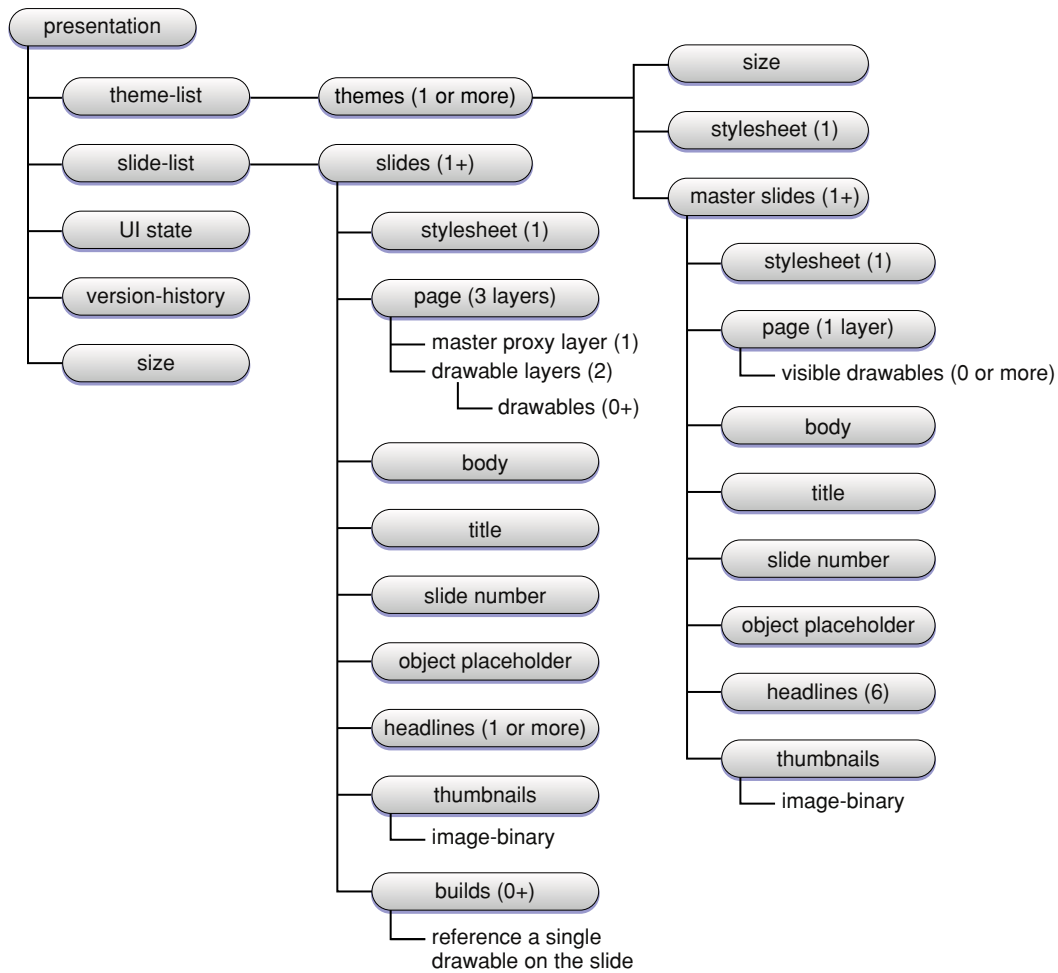 presentation
theme-list
themes (1 or more)
size
stylesheet (1)
master slides (1+)
stylesheet (1)
page (1 layer)
visible drawables (0 or more)
body
title
slide number
object placeholder
headlines (6)
thumbnails
image-binary
slide-list
slides (1+)
stylesheet (1)
page (3 layers)
master proxy layer (1)
drawable layers (2)
drawables (0+)
body
title
slide number
object placeholder
headlines (1 or more)
thumbnails
image-binary
builds (0+)
reference a single
drawable on the slide
UI state
version-history
size